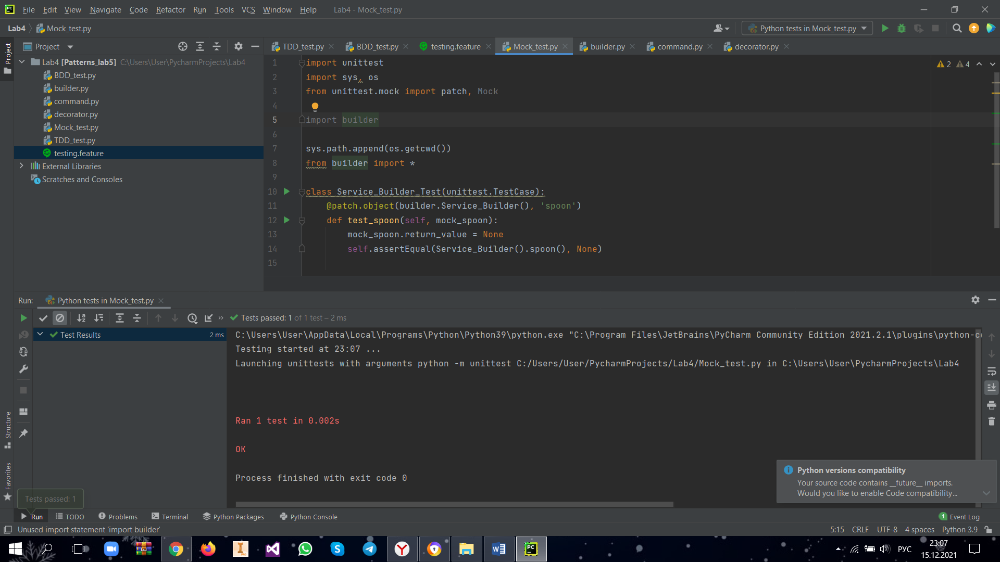 File Edit View Navigate Code Refactor Run Tools VCS Window Help Lab4 - Mock_test.py
Lab4 Mock_test.py Python tests in Mock_test.py
Project
Project
TDD_test.py BDD_test.py testing.feature Mock_test.py builder.py command.py decorator.py
Lab4 [Patterns_lab5] C:\Users\User\PycharmProjects\Lab4
BDD_test.py
builder.py
command.py
decorator.py
Mock_test.py
TDD_test.py
testing.feature
External Libraries
Scratches and Consoles
2 4
1 import unittest
2 import sys, os
3 from unittest.mock import patch, Mock
4
5 import builder
6
7 sys.path.append(os.getcwd())
8 from builder import *
9
10 class Service_Builder_Test(unittest.TestCase):
11 @patch.object(builder.Service_Builder(), 'spoon')
12 def test_spoon(self, mock_spoon):
13 mock_spoon.return_value = None
14 self.assertEqual(Service_Builder().spoon(), None)
15
Run: Python tests in Mock_test.py
Tests passed: 1 of 1 test – 2 ms
Test Results 2 ms
C:\Users\User\AppData\Local\Programs\Python\Python39\python.exe "C:\Program Files\JetBrains\PyCharm Community Edition 2021.2.1\plugins\python-c
Testing started at 23:07 ...
Launching unittests with arguments python -m unittest C:/Users/User/PycharmProjects/Lab4/Mock_test.py in C:\Users\User\PycharmProjects\Lab4
Ran 1 test in 0.002s
OK
Process finished with exit code 0
Structure
Favorites
Python versions compatibility
Your source code contains __future__ imports.
Would you like to enable Code compatibility...
Tests passed: 1
Run TODO Problems Terminal Python Packages Python Console 1 Event Log
Unused import statement 'import builder' 5:15 CRLF UTF-8 4 spaces Python 3.9
РУС
23:07
15.12.2021